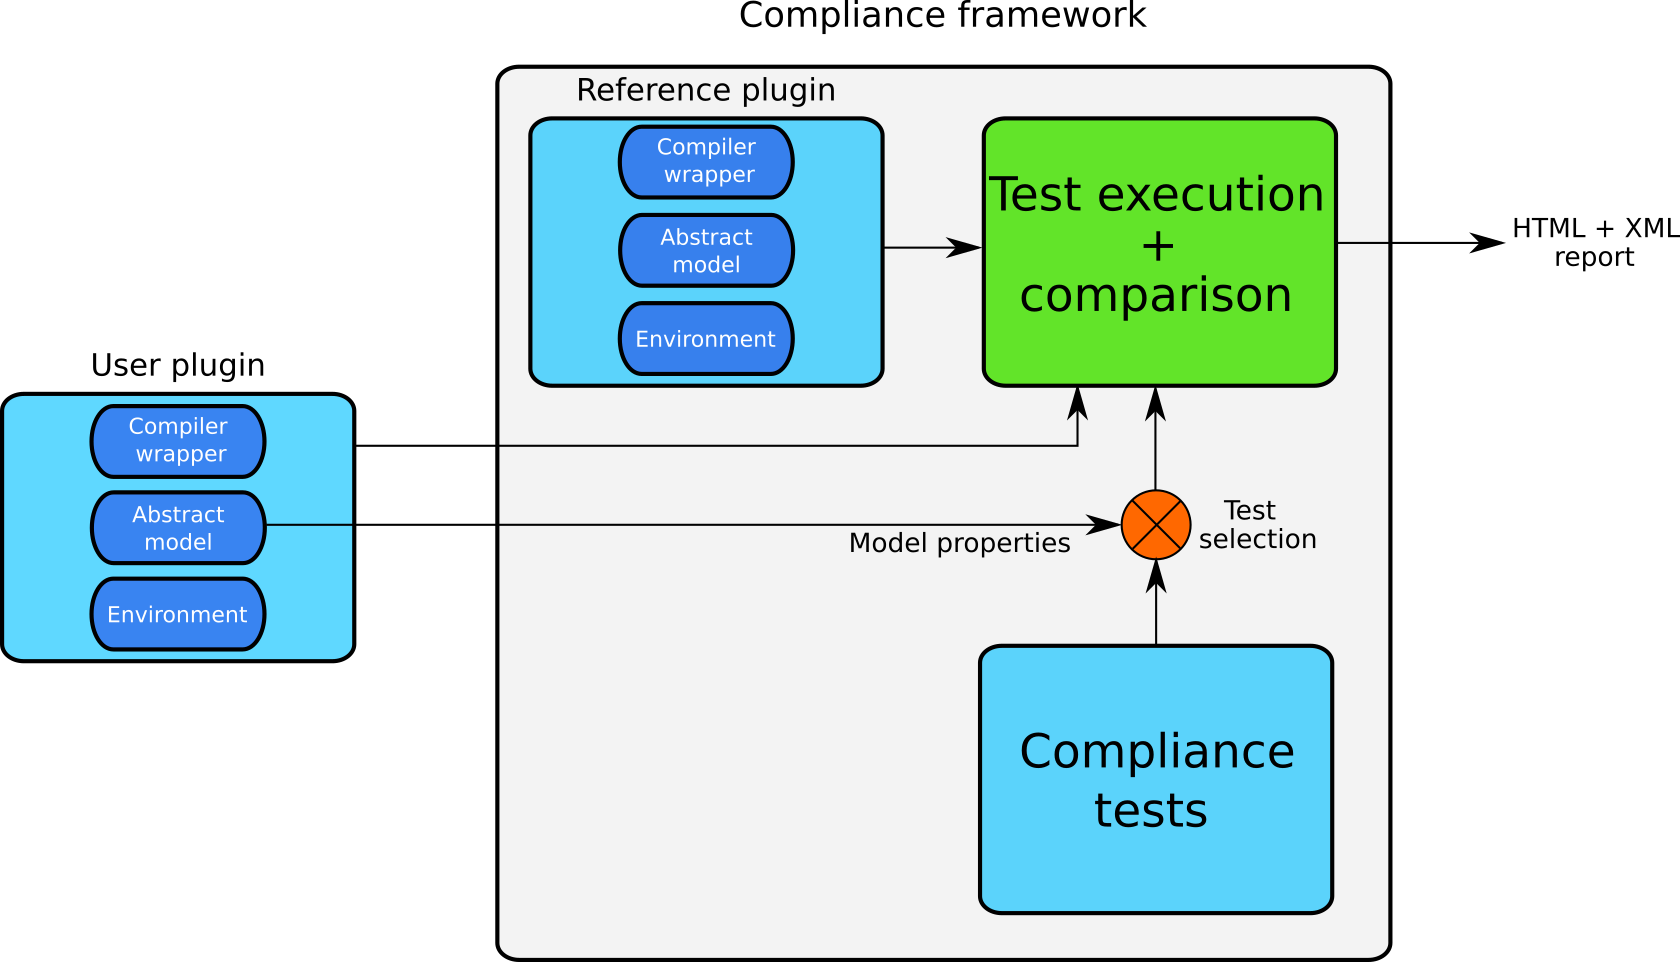 Compliance framework
Reference plugin
Compiler
wrapper
Abstract
model
Environment
Test execution
+
comparison
HTML + XML
report
User plugin
Compiler
wrapper
Abstract
model
Environment
Model properties
Test
selection
Compliance
tests